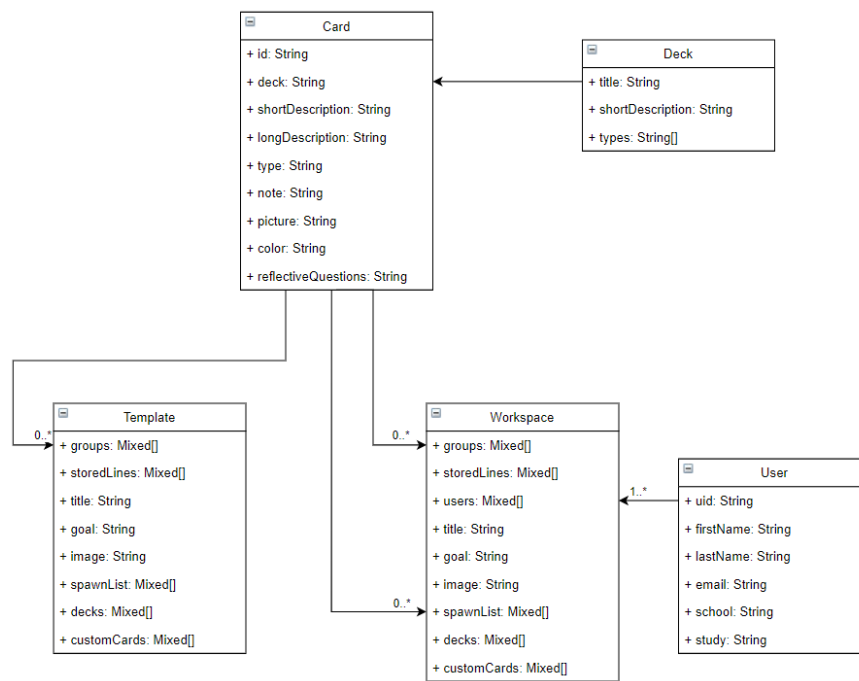 Card
+ id: String
+ deck: String
+ shortDescription: String
+ longDescription: String
+ type: String
+ note: String
+ picture: String
+ color: String
+ reflectiveQuestions: String
Deck
+ title: String
+ shortDescription: String
+ types: String[]
Template
0..*
+ groups: Mixed[]
+ storedLines: Mixed[]
+ title: String
+ goal: String
+ image: String
+ spawnList: Mixed[]
+ decks: Mixed[]
+ customCards: Mixed[]
Workspace
0..*
+ groups: Mixed[]
+ storedLines: Mixed[]
+ users: Mixed[]
+ title: String
+ goal: String
+ image: String
0..*
+ spawnList: Mixed[]
+ decks: Mixed[]
+ customCards: Mixed[]
User
1..*
+ uid: String
+ firstName: String
+ lastName: String
+ email: String
+ school: String
+ study: String